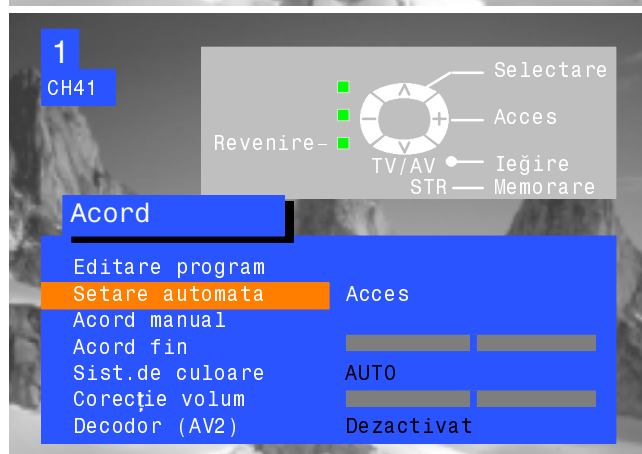 1
CH41
Selectare
Acces
Revenire
TV/AV
Ieğire
STR
Memorare
Acord
Editare program
Setare automata Acces
Acord manual
Acord fin
Sist.de culoare AUTO
Corecţie volum
Decodor (AV2) Dezactivat